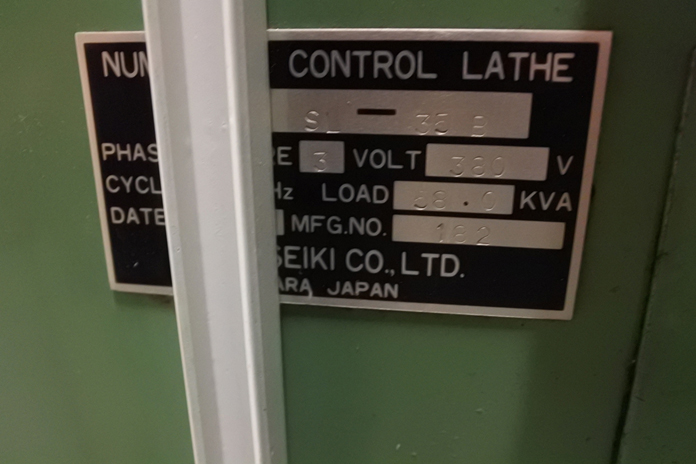 NUM CONTROL LATHE
SL - 35 B
PHAS RE 3 VOLT 380 V
CYCL Hz LOAD 38.0 KVA
DATE MFG.NO. 182
SEIKI CO., LTD.
ARA JAPAN